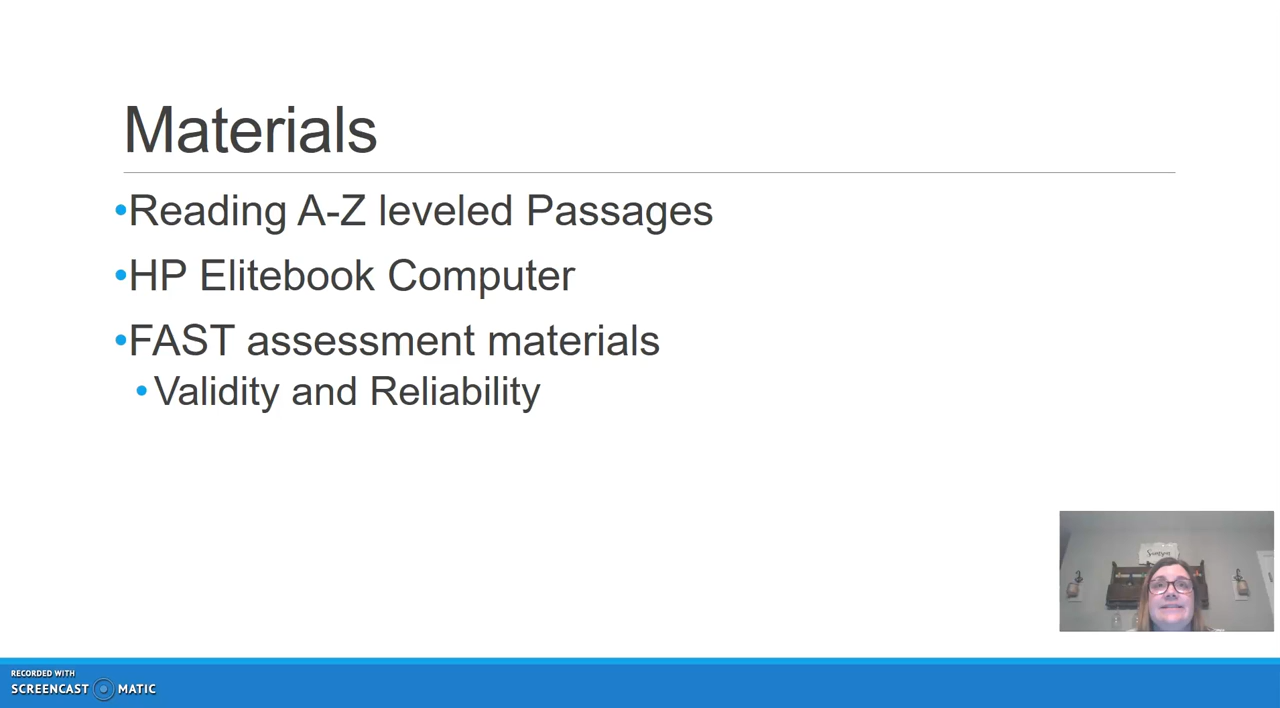 Materials
•Reading A-Z leveled Passages
•HP Elitebook Computer
•FAST assessment materials
•Validity and Reliability
RECORDED WITH
SCREENCAST MATIC